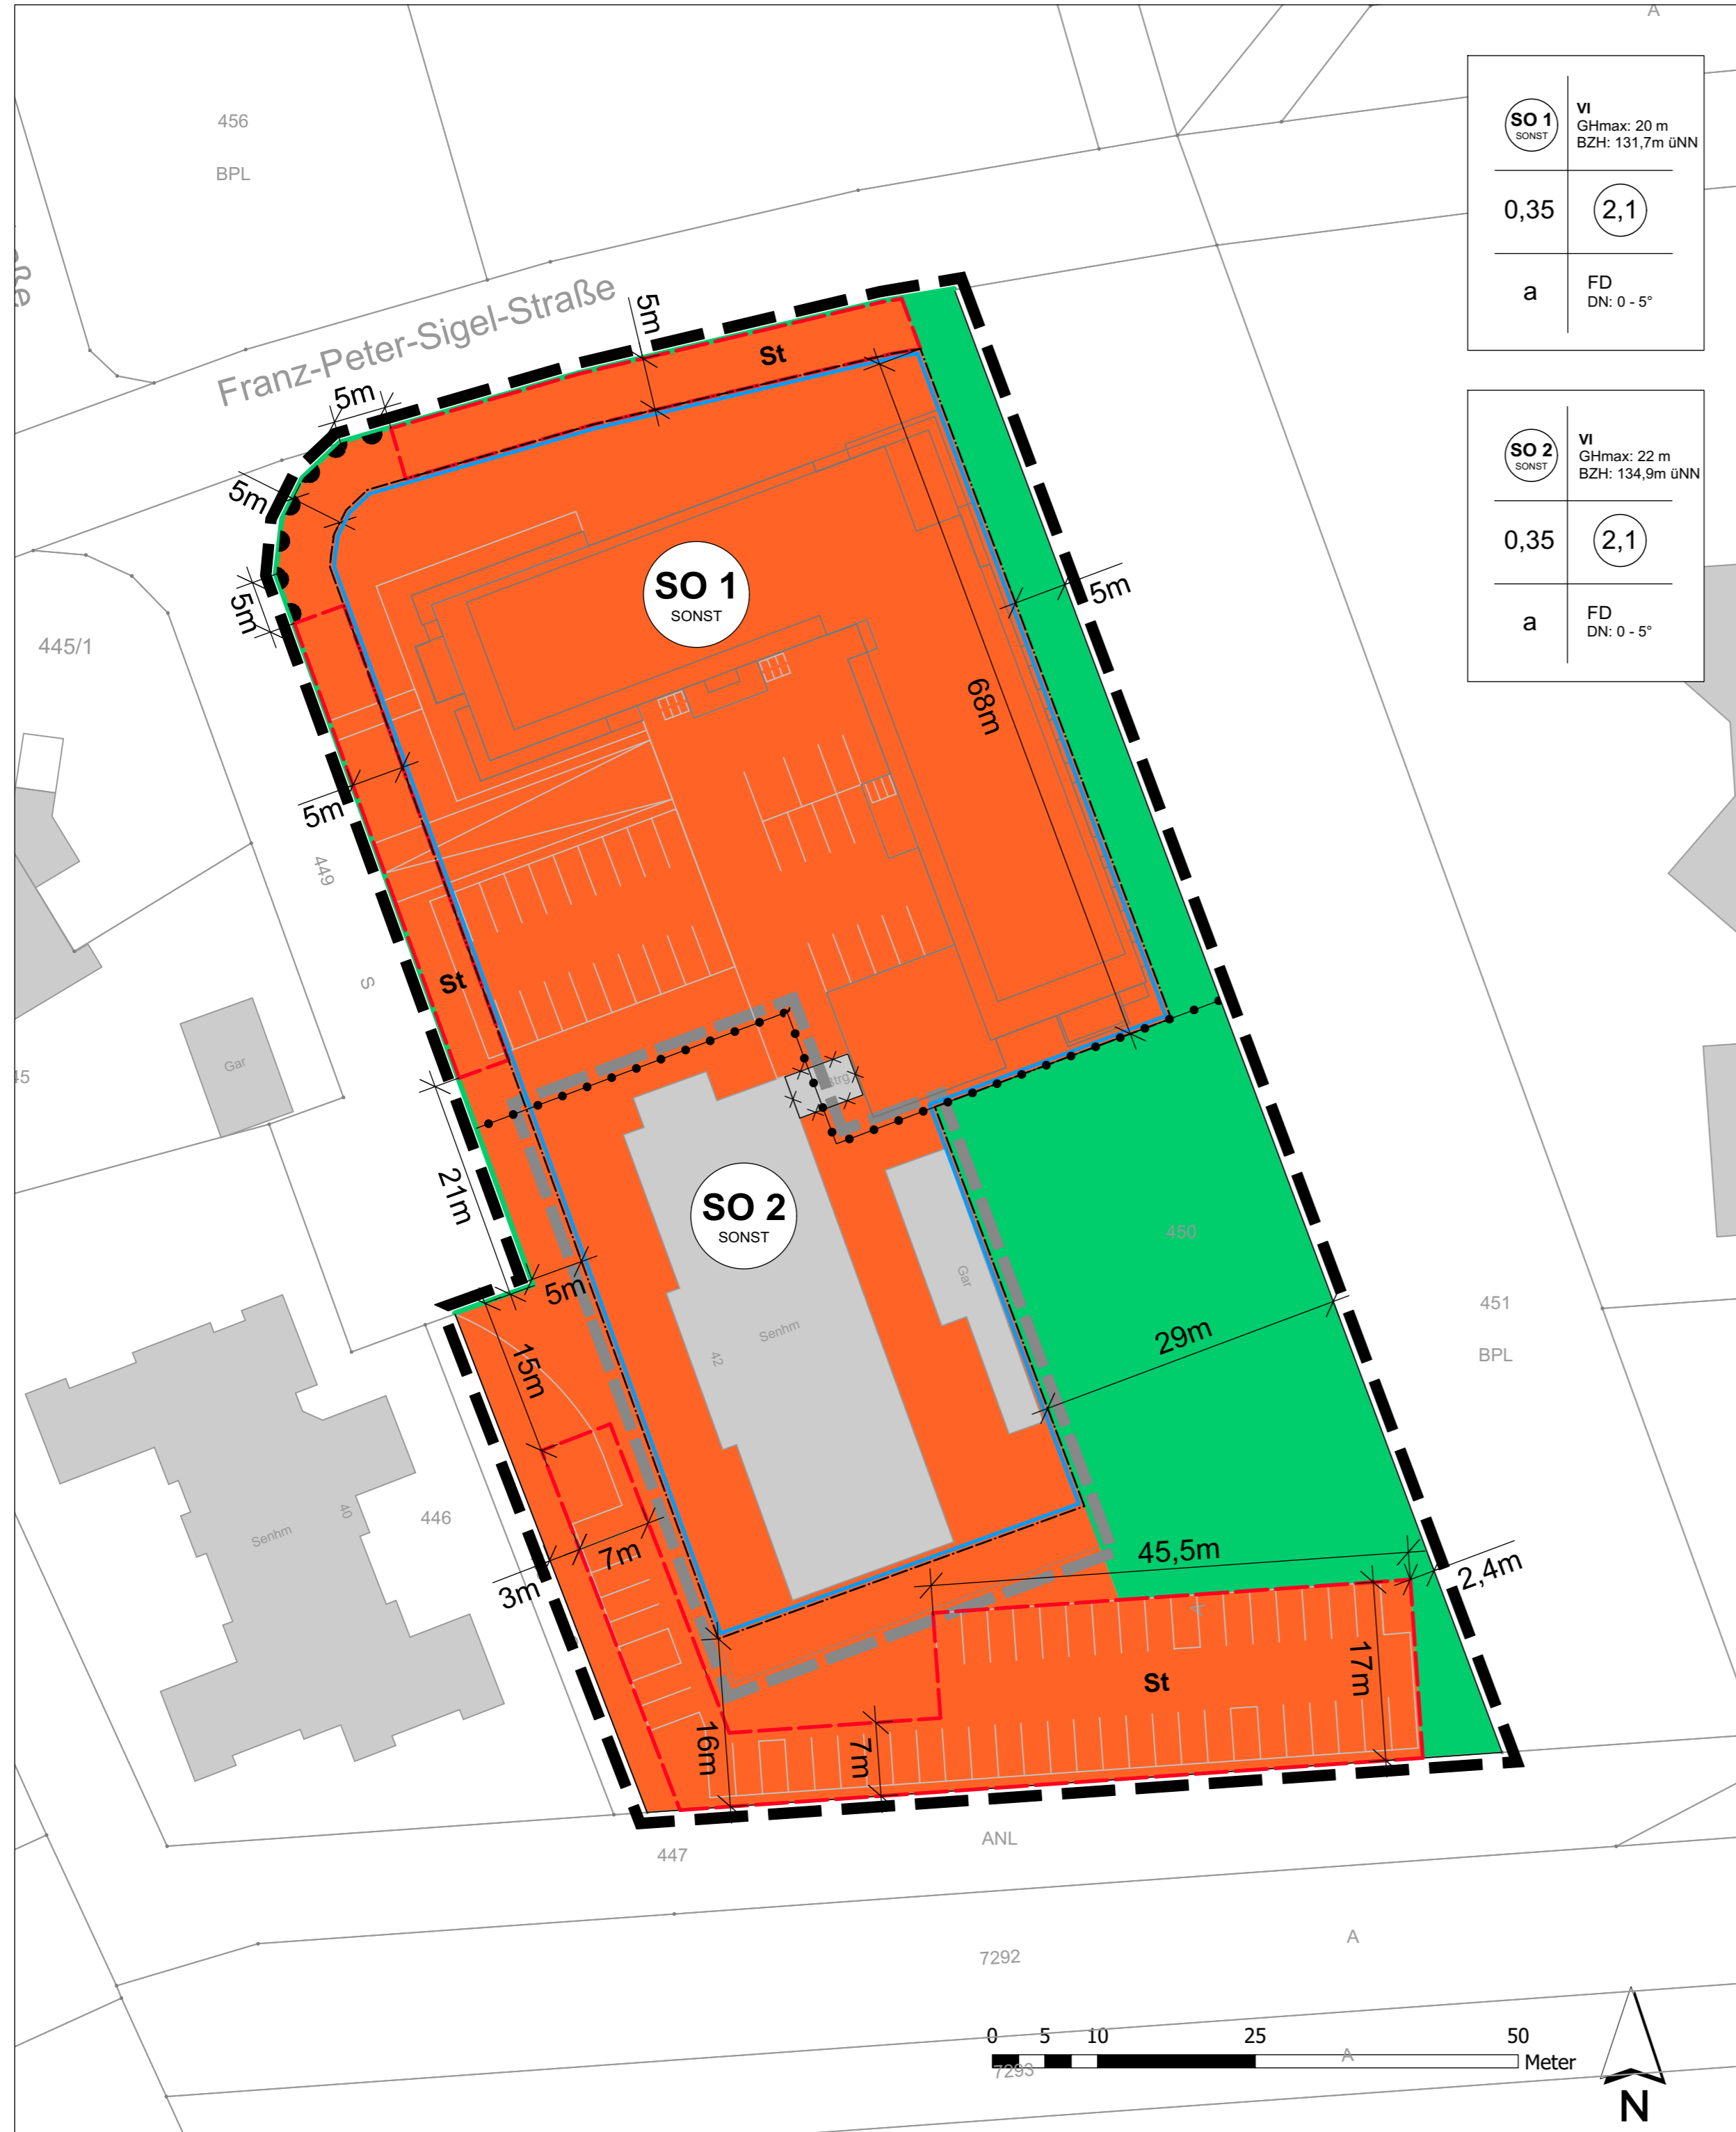 A
456
BPL
SO 1
SONST
VI
GHmax: 20 m
BZH: 131,7m üNN
0,35
2,1
a
FD
DN: 0 - 5°
SO 2
SONST
VI
GHmax: 22 m
BZH: 134,9m üNN
0,35
2,1
a
FD
DN: 0 - 5°
Franz-Peter-Sigel-Straße
5m
St
5m
5m
SO 1
SONST
5m
5m
445/1
68m
5m
449
S
St
Gar
45
21m
SO 2
SONST
450
5m
Gar
451
29m
Senhm
42
BPL
15m
446
40
Senhm
7m
45,5m
3m
2,4m
A
17m
St
16m
7m
ANL
447
A
7292
0 5 10 25 50
Meter
A
7293
N